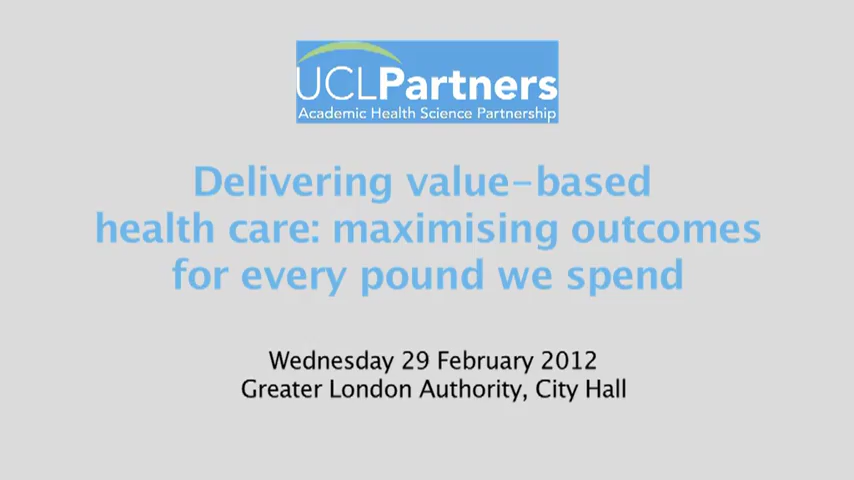 UCLPartners
Academic Health Science Partnership
Delivering value-based
health care: maximising outcomes
for every pound we spend
Wednesday 29 February 2012
Greater London Authority, City Hall